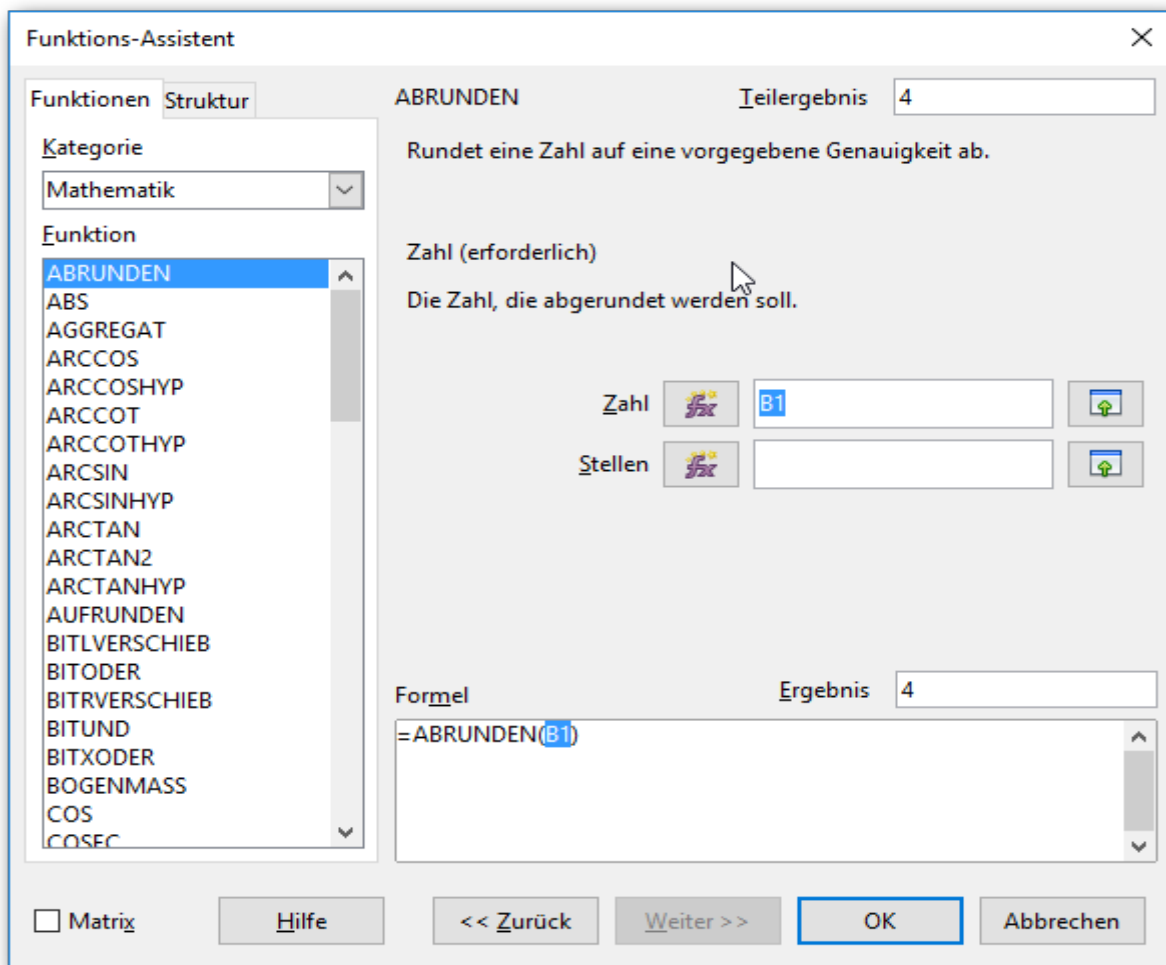 Funktions-Assistent
Funktionen Struktur
Kategorie
Mathematik
Funktion
ABRUNDEN
ABS
AGGREGAT
ARCCOS
ARCCOSHYP
ARCCOT
ARCCOTHYP
ARCSIN
ARCSINHYP
ARCTAN
ARCTAN2
ARCTANHYP
AUFRUNDEN
BITLVERSCHIEB
BITODER
BITRVERSCHIEB
BITUND
BITXODER
BOGENMASS
COS
COSEC
ABRUNDEN Teilergebnis 4
Rundet eine Zahl auf eine vorgegebene Genauigkeit ab.
Zahl (erforderlich)
Die Zahl, die abgerundet werden soll.
Zahl fx B1
Stellen fx
Formel Ergebnis 4
=ABRUNDEN(B1)
Matrix Hilfe << Zurück Weiter >> OK Abbrechen